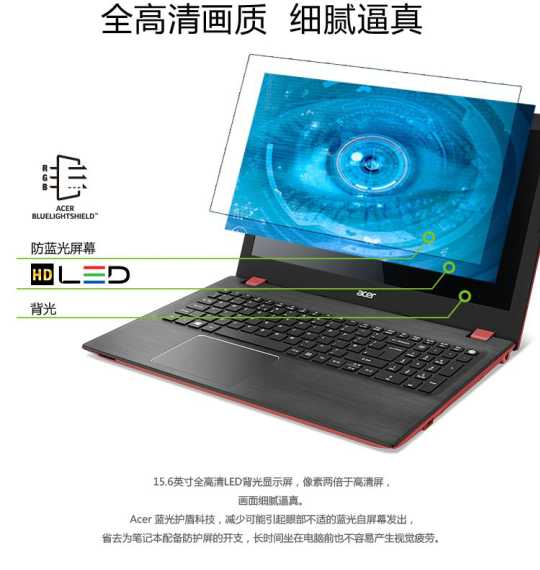 全高清画质 细腻逼真
R
G
B
ACER
BLUELIGHTSHIELD™
防蓝光屏幕
HD LED
背光
acer
15.6英寸全高清LED背光显示屏，像素两倍于高清屏，
画面细腻逼真。
Acer 蓝光护盾科技，减少可能引起眼部不适的蓝光自屏幕发出，
省去为笔记本配备防护屏的开支，长时间坐在电脑前也不容易产生视觉疲劳。